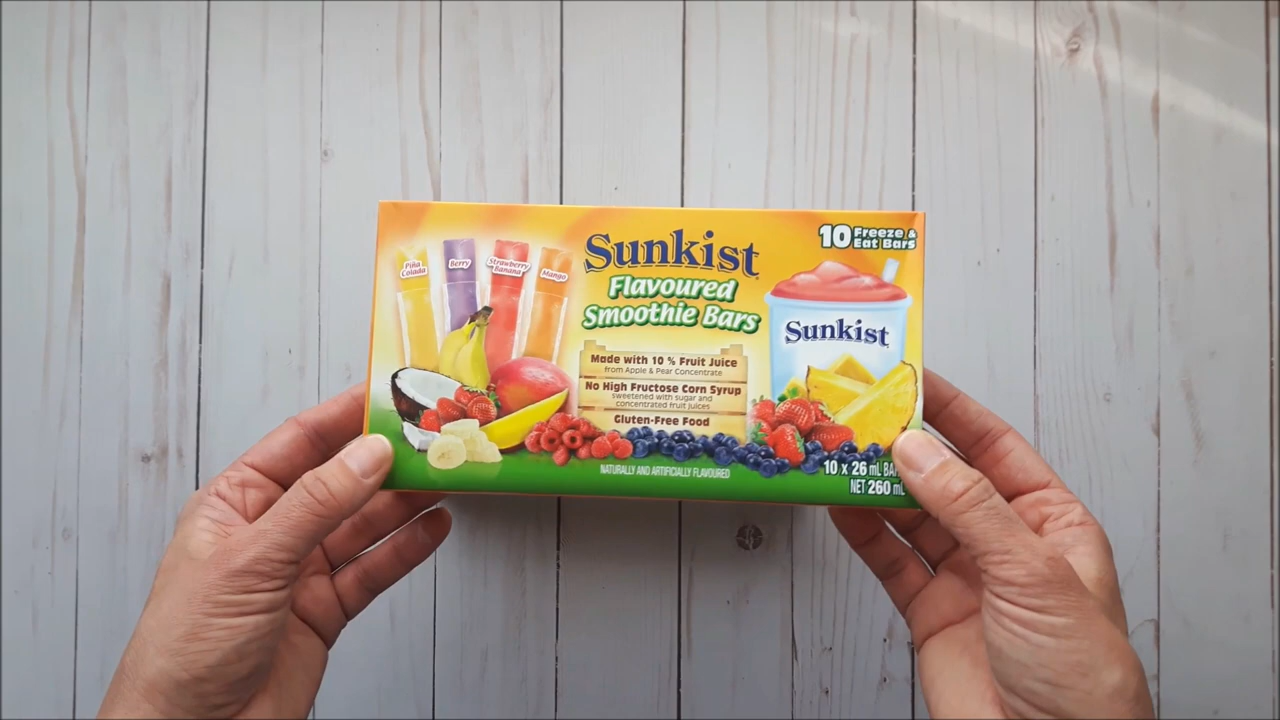 Piña
Colada
Berry
Strawberry
Banana
Mango
Sunkist
Flavoured
Smoothie Bars
Made with 10 % Fruit Juice
from Apple & Pear Concentrate
No High Fructose Corn Syrup
sweetened with sugar and
concentrated fruit juices
Gluten-Free Food
NATURALLY AND ARTIFICIALLY FLAVOURED
10 Freeze &
Eat Bars
Sunkist
10 x 26 mL
NET 260